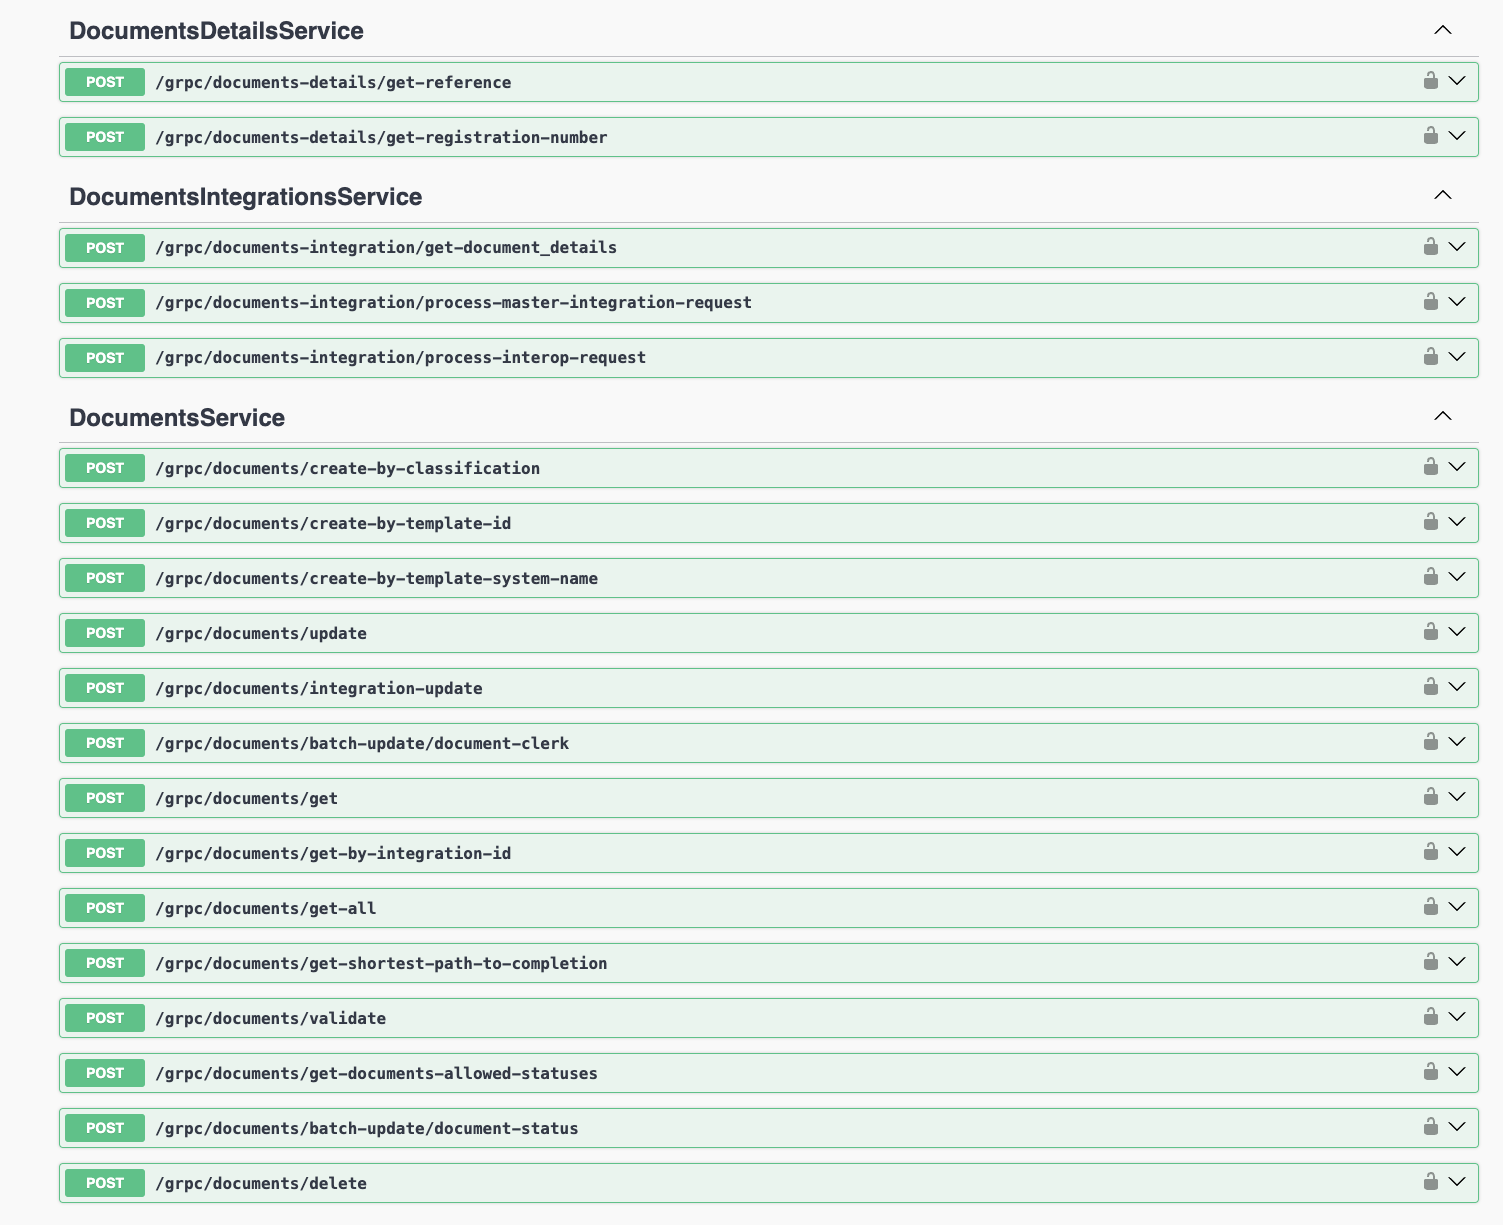 DocumentsDetailsService
POST /grpc/documents-details/get-reference
POST /grpc/documents-details/get-registration-number
DocumentsIntegrationsService
POST /grpc/documents-integration/get-document_details
POST /grpc/documents-integration/process-master-integration-request
POST /grpc/documents-integration/process-interop-request
DocumentsService
POST /grpc/documents/create-by-classification
POST /grpc/documents/create-by-template-id
POST /grpc/documents/create-by-template-system-name
POST /grpc/documents/update
POST /grpc/documents/integration-update
POST /grpc/documents/batch-update/document-clerk
POST /grpc/documents/get
POST /grpc/documents/get-by-integration-id
POST /grpc/documents/get-all
POST /grpc/documents/get-shortest-path-to-completion
POST /grpc/documents/validate
POST /grpc/documents/get-documents-allowed-statuses
POST /grpc/documents/batch-update/document-status
POST /grpc/documents/delete